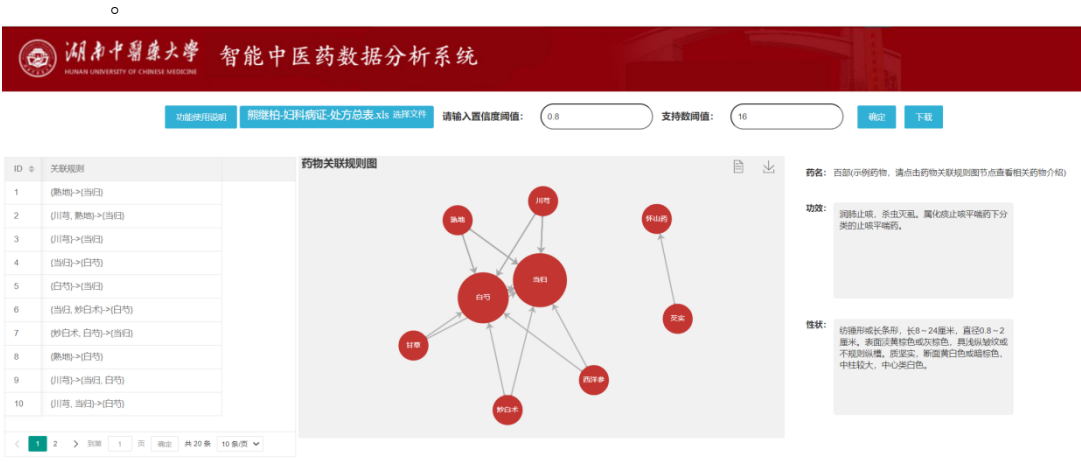 湖南中醫藥大學
HUNAN UNIVERSITY OF CHINESE MEDICINE
智能中医药数据分析系统
功能使用说明 熊继柏-妇科病证-处方总表.xls 选择文件 请输入置信度阈值： 0.8 支持数阈值： 16 确定 下载
ID 关联规则
1 {熟地}->{当归}
2 {川芎, 熟地}->{当归}
3 {川芎}->{当归}
4 {当归}->{白芍}
5 {白芍}->{当归}
6 {当归, 炒白术}->{白芍}
7 {炒白术, 白芍}->{当归}
8 {熟地}->{白芍}
9 {川芎}->{当归, 白芍}
10 {川芎, 当归}->{白芍}
1 2 到第 1 页 确定 共 20 条 10 条/页
药物关联规则图
川芎
熟地
怀山药
当归
白芍
芡实
甘草
西洋参
炒白术
药名： 百部(示例药物，请点击药物关联规则图节点查看相关药物介绍)
功效： 润肺止咳，杀虫灭虱。属化痰止咳平喘药下分
类的止咳平喘药。
性状： 纺锤形或长条形，长8～24厘米，直径0.8～2
厘米。表面淡黄棕色或灰棕色，具浅纵皱纹或
不规则纵槽。质坚实，断面黄白色或暗棕色，
中柱较大，中心类白色。